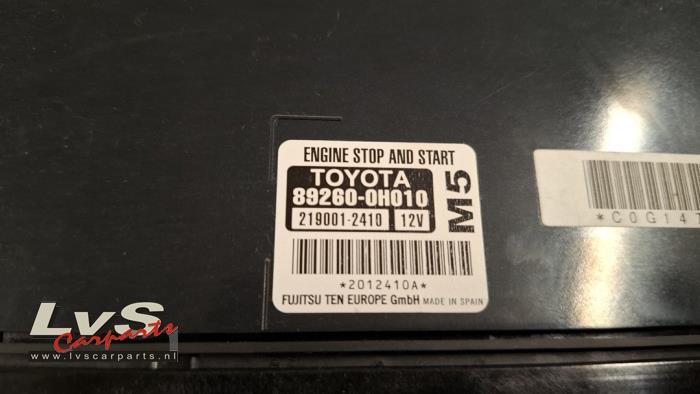 ENGINE STOP AND START
TOYOTA
89260-0H010
219001-2410 12V
M5
*2012410A*
FUJITSU TEN EUROPE GmbH MADE IN SPAIN
LvS
Carparts
www.lvscarparts.nl